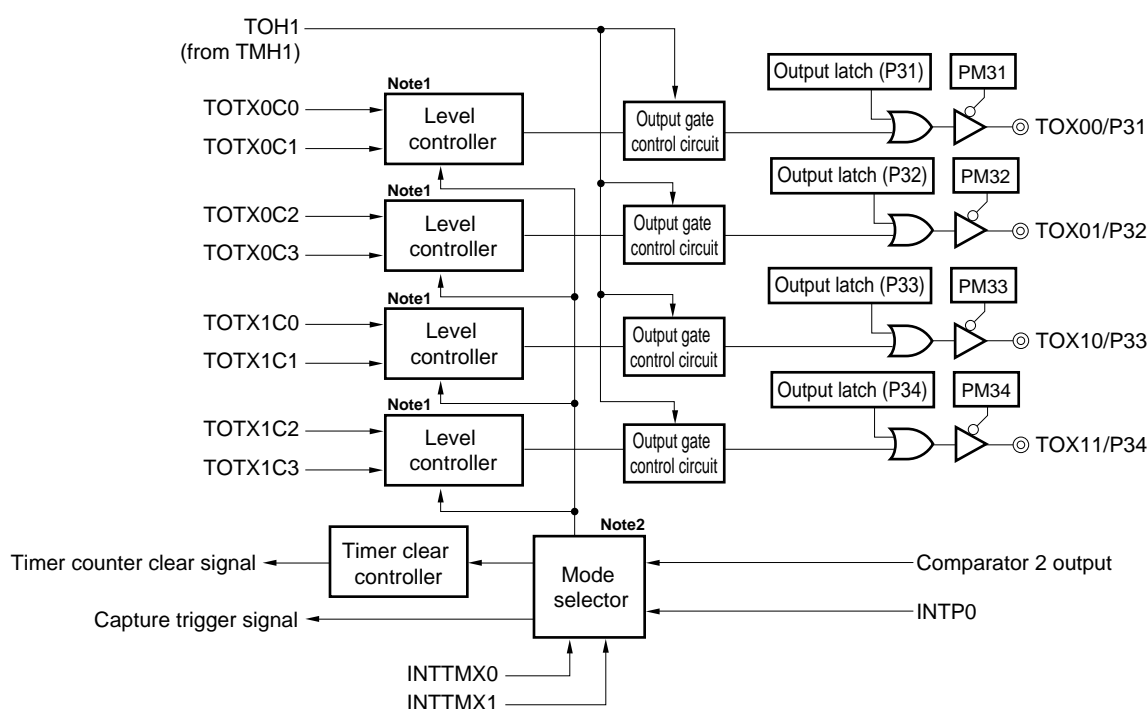 TOH1
(from TMH1)
Output latch (P31)
PM31
Note1
TOTX0C0
TOTX0C1
Level
controller
Output gate
control circuit
TOX00/P31
Output latch (P32)
PM32
Note1
TOTX0C2
TOTX0C3
Level
controller
Output gate
control circuit
TOX01/P32
Output latch (P33)
PM33
Note1
TOTX1C0
TOTX1C1
Level
controller
Output gate
control circuit
TOX10/P33
Output latch (P34)
PM34
Note1
TOTX1C2
TOTX1C3
Level
controller
Output gate
control circuit
TOX11/P34
Note2
Timer counter clear signal
Timer clear
controller
Mode
selector
Comparator 2 output
Capture trigger signal
INTP0
INTTMX0
INTTMX1